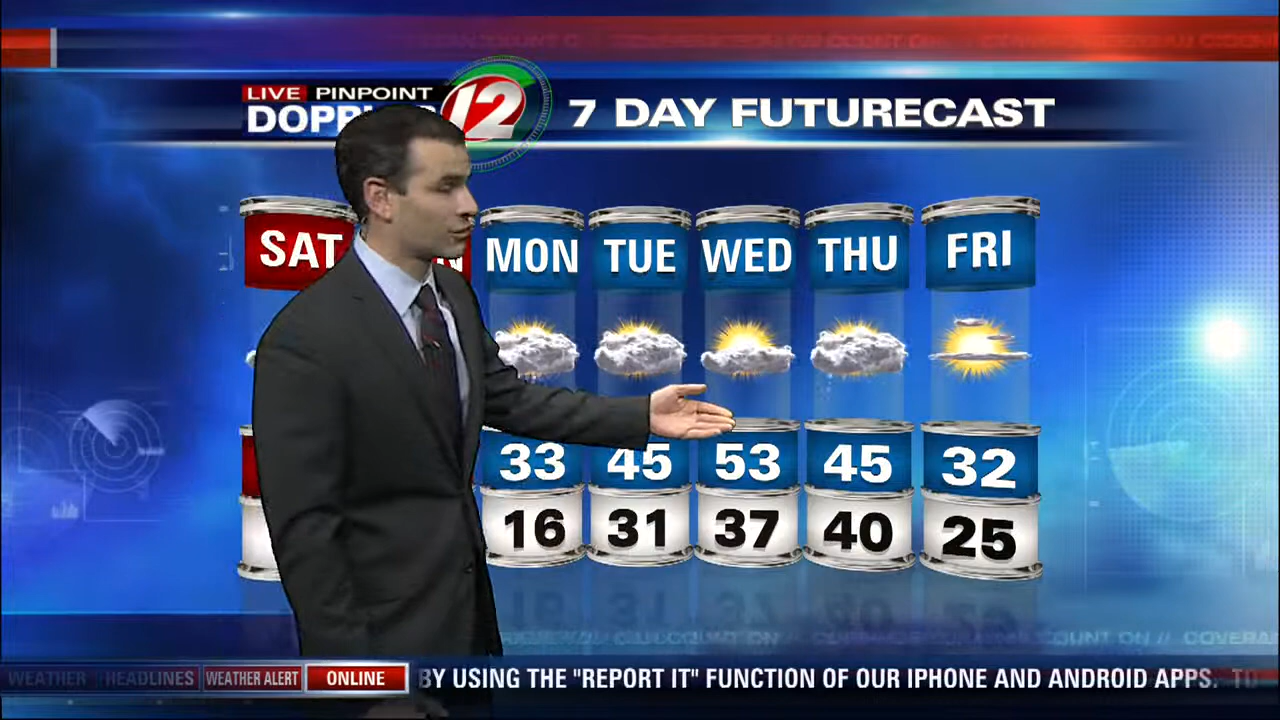 LIVE PINPOINT
12
7 DAY FUTURECAST
SAT
MON
TUE
WED
THU
FRI
33
45
53
45
32
16
31
37
40
25
WEATHER
HEADLINES
WEATHER ALERT
ONLINE
BY USING THE "REPORT IT" FUNCTION OF OUR IPHONE AND ANDROID APPS. TO